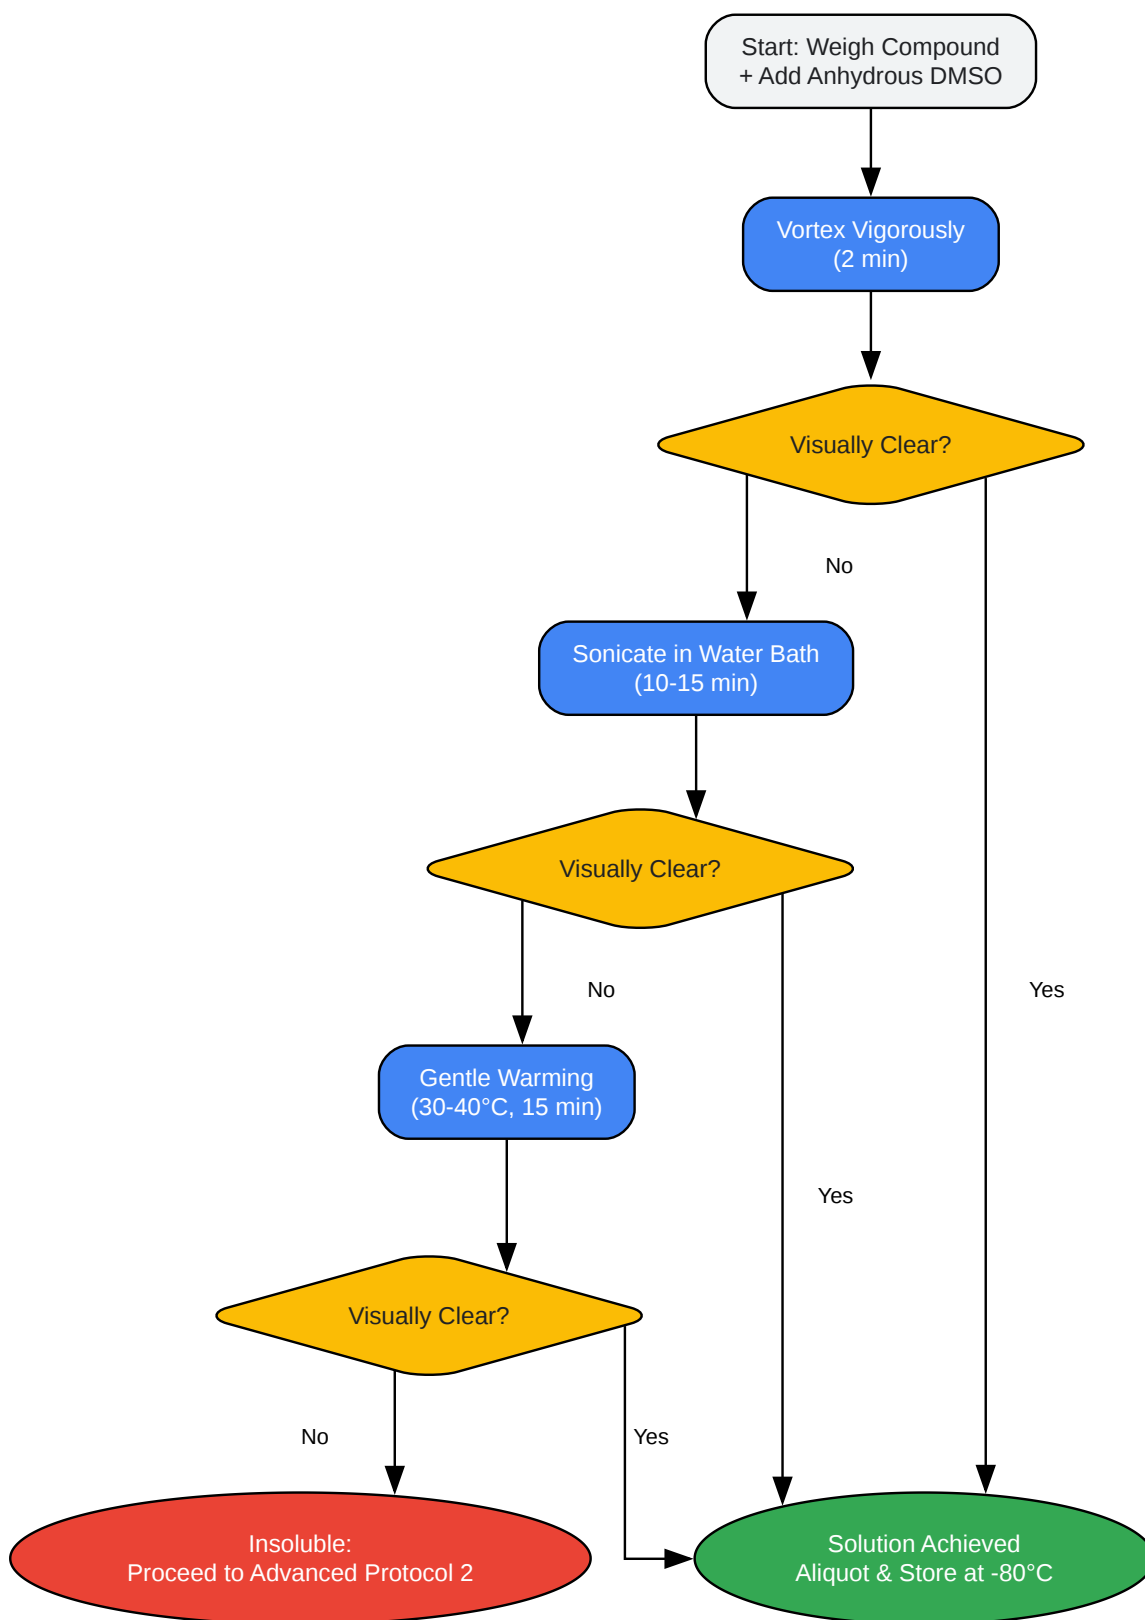 Start: Weigh Compound
+ Add Anhydrous DMSO
Vortex Vigorously
(2 min)
Visually Clear?
No
Sonicate in Water Bath
(10-15 min)
Visually Clear?
No
Yes
Gentle Warming
(30-40°C, 15 min)
Yes
Visually Clear?
No
Yes
Insoluble:
Proceed to Advanced Protocol 2
Solution Achieved
Aliquot & Store at -80°C